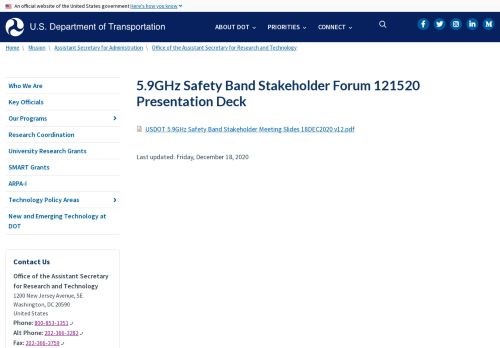 An official website of the United States government Here's how you know
U.S. Department of Transportation
ABOUT DOT
PRIORITIES
CONNECT
Home \ Mission \ Assistant Secretary for Administration \ Office of the Assistant Secretary for Research and Technology
Who We Are
Key Officials
Our Programs
Research Coordination
University Research Grants
SMART Grants
ARPA-I
Technology Policy Areas
New and Emerging Technology at
DOT
5.9GHz Safety Band Stakeholder Forum 121520
Presentation Deck
USDOT 5.9GHz Safety Band Stakeholder Meeting Slides 18DEC2020 v12.pdf
Last updated: Friday, December 18, 2020
Contact Us
Office of the Assistant Secretary
for Research and Technology
1200 New Jersey Avenue, SE
Washington, DC 20590
United States
Phone: 800-853-1351
Alt Phone: 202-366-3282
Fax: 202-366-3759